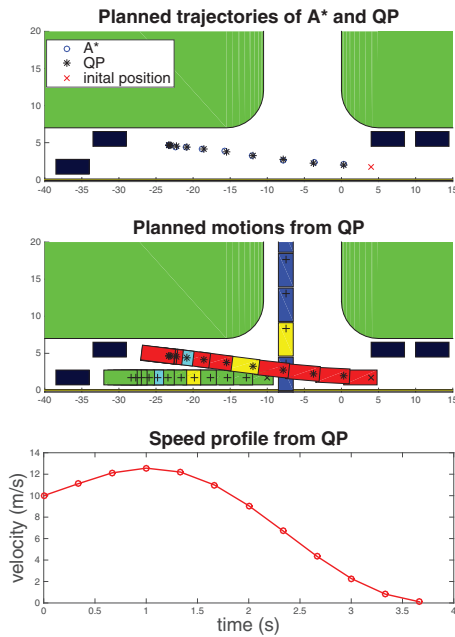 Planned trajectories of A* and QP
20
15
10
5
0
A*
QP
inital position
-40 -35 -30 -25 -20 -15 -10 -5 0 5 10 15
Planned motions from QP
20
15
10
5
0
-40 -35 -30 -25 -20 -15 -10 -5 0 5 10 15
Speed profile from QP
velocity (m/s)
14
12
10
8
6
4
2
0
0 0.5 1 1.5 2 2.5 3 3.5 4
time (s)